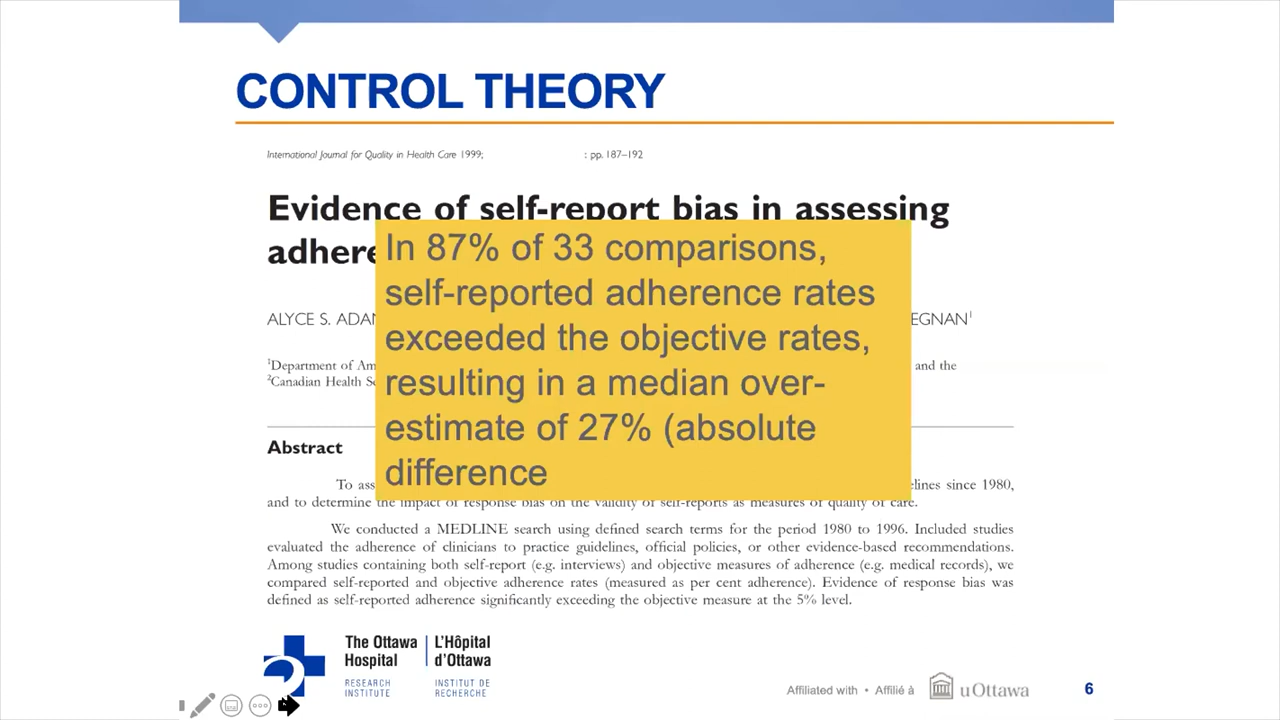 CONTROL THEORY
International Journal for Quality in Health Care 1999; : pp. 187–192
Evidence of self-report bias in assessing
adhere
In 87% of 33 comparisons,
self-reported adherence rates
exceeded the objective rates,
resulting in a median over-
estimate of 27% (absolute
difference
ALYCE S. ADAM EGNAN¹
¹Department of Am and the
²Canadian Health Se
Abstract
To ass lines since 1980,
and to determine the impact of response bias on the validity of self-reports as measures of quality of care.
We conducted a MEDLINE search using defined search terms for the period 1980 to 1996. Included studies
evaluated the adherence of clinicians to practice guidelines, official policies, or other evidence-based recommendations.
Among studies containing both self-report (e.g. interviews) and objective measures of adherence (e.g. medical records), we
compared self-reported and objective adherence rates (measured as per cent adherence). Evidence of response bias was
defined as self-reported adherence significantly exceeding the objective measure at the 5% level.
The Ottawa
Hospital
RESEARCH
INSTITUTE
L'Hôpital
d'Ottawa
INSTITUT DE
RECHERCHE
Affiliated with • Affilié à
uOttawa
6